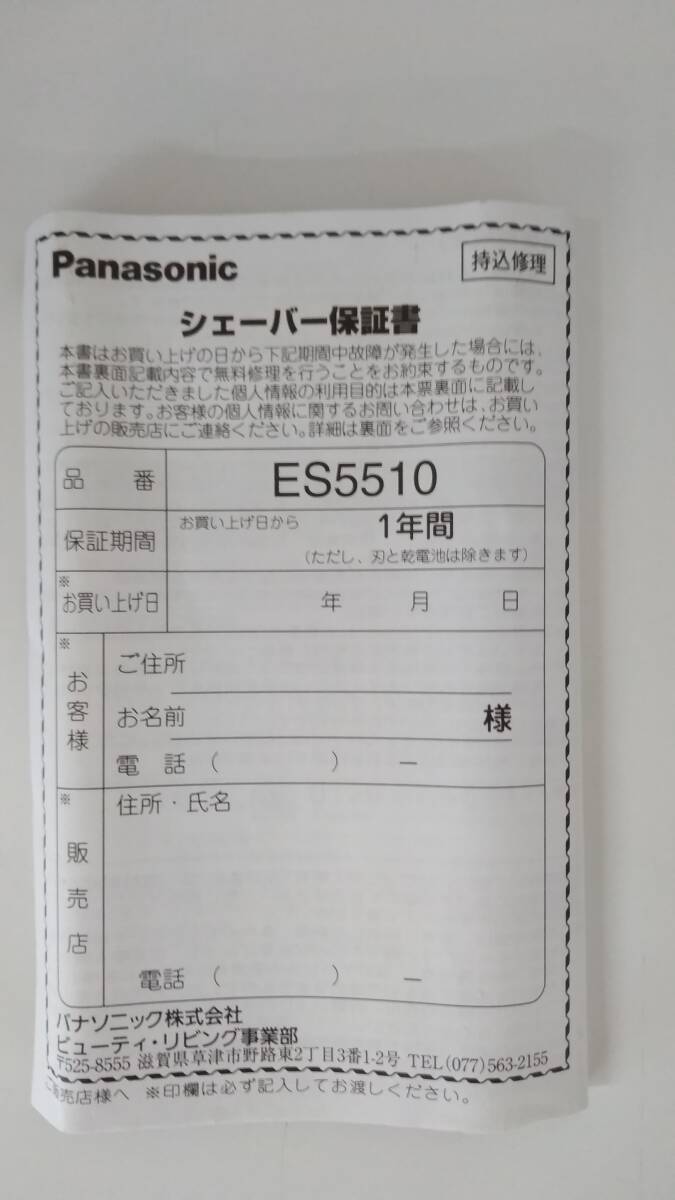 Panasonic
持込修理
シェーバー保証書
本書はお買い上げの日から下記期間中故障が発生した場合には、
本書裏面記載内容で無料修理を行うことをお約束するものです。
ご記入いただきました個人情報の利用目的は本票裏面に記載し
ております。お客様の個人情報に関するお問い合わせは、お買い
上げの販売店にご連絡ください。詳細は裏面をご参照ください。
品 番 ES5510
保証期間 お買い上げ日から 1年間
(ただし、刃と乾電池は除きます)
※
お買い上げ日 年 月 日
※
お客様
ご住所
お名前 様
電 話 ( ) ー
※
販売店
住所・氏名
電話 ( ) ー
パナソニック株式会社
ビューティ・リビング事業部
〒525-8555 滋賀県草津市野路東2丁目3番1-2号 TEL(077)563-2155
販売店様へ ※印欄は必ず記入してお渡しください。